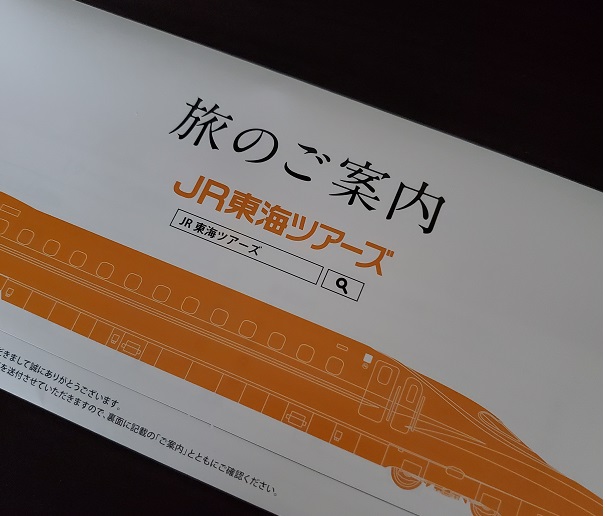 旅のご案内
JR東海ツアーズ
JR 東海ツアーズ
だきまして誠にありがとうございます。
を送付させていただきますので、裏面に記載の「ご案内」とともにご確認ください。